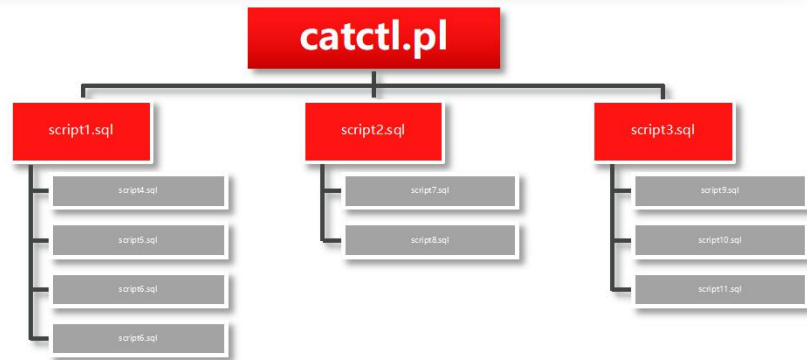 catctl.pl
script1.sql
script4.sql
script5.sql
script6.sql
script6.sql
script2.sql
script7.sql
script8.sql
script3.sql
script9.sql
script10.sql
script11.sql